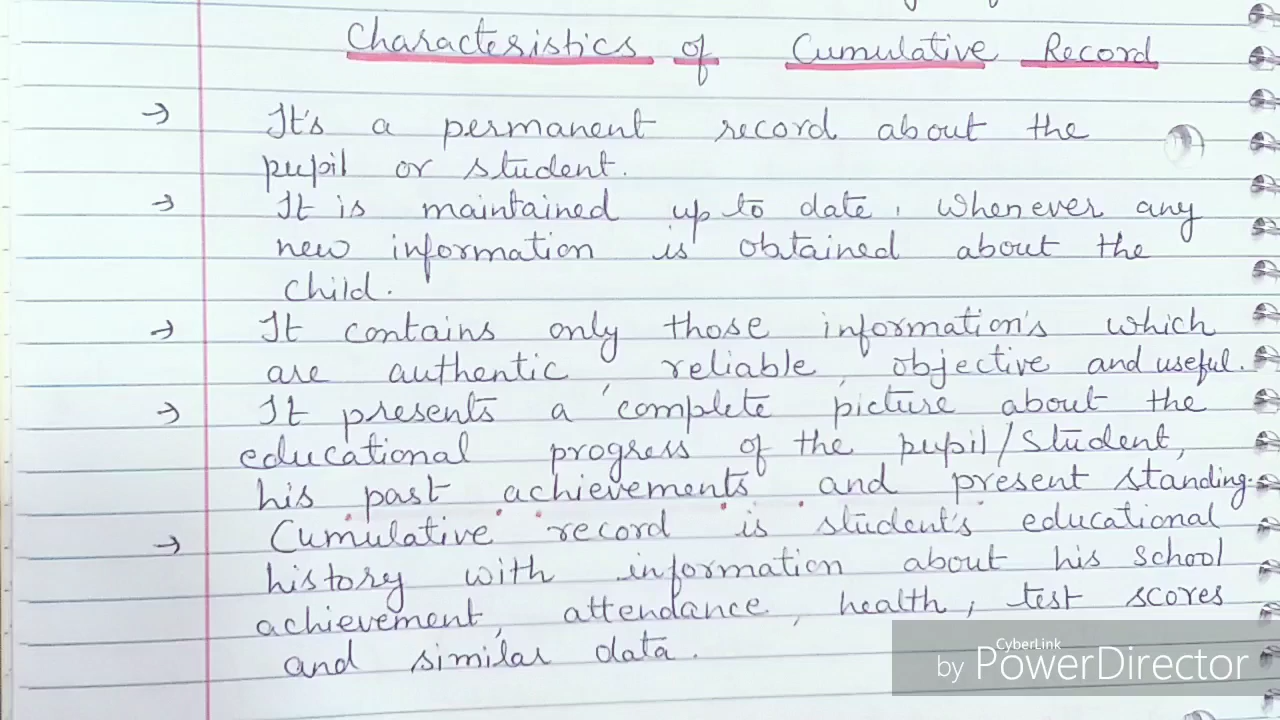 Characteristics of Cumulative Record
→ It's a permanent record about the
pupil or student.
→ It is maintained up to date, whenever any
new information is obtained about the
child.
→ It contains only those information's which
are authentic, reliable, objective and useful.
→ It presents a complete picture about the
educational progress of the pupil/student,
his past achievements and present standing.
→ Cumulative record is student's educational
history with information about his school
achievement, attendance, health, test scores
and similar data.
CyberLink
by PowerDirector